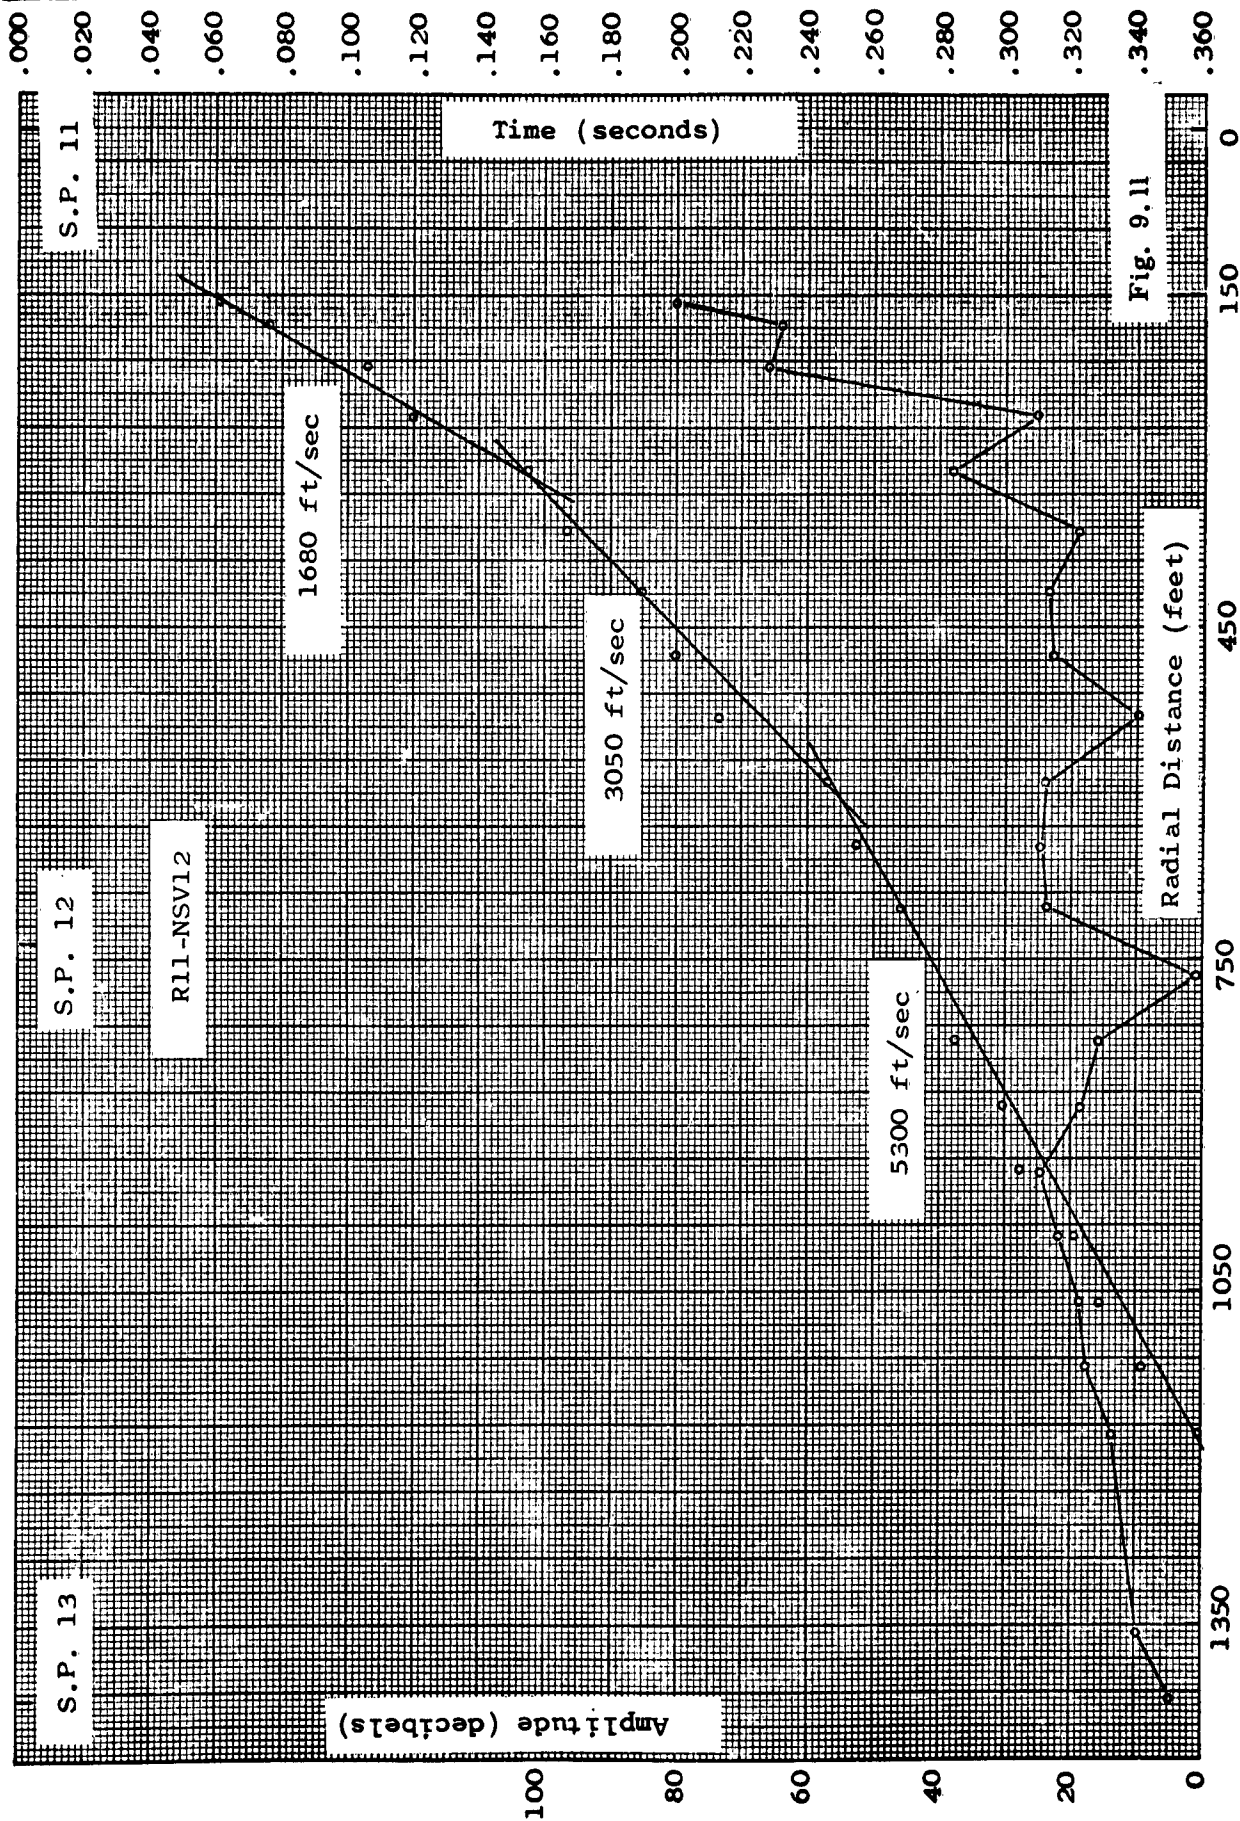 .000
.020
.040
.060
.080
.100
.120
.140
.160
.180
.200
.220
.240
.260
.280
.300
.320
.340
.360
Time (seconds)
S.P. 11
S.P. 12
S.P. 13
R11-NSV12
1680 ft/sec
3050 ft/sec
5300 ft/sec
Fig. 9.11
Radial Distance (feet)
0
150
450
750
1050
1350
Amplitude (decibels)
100
80
60
40
20
0